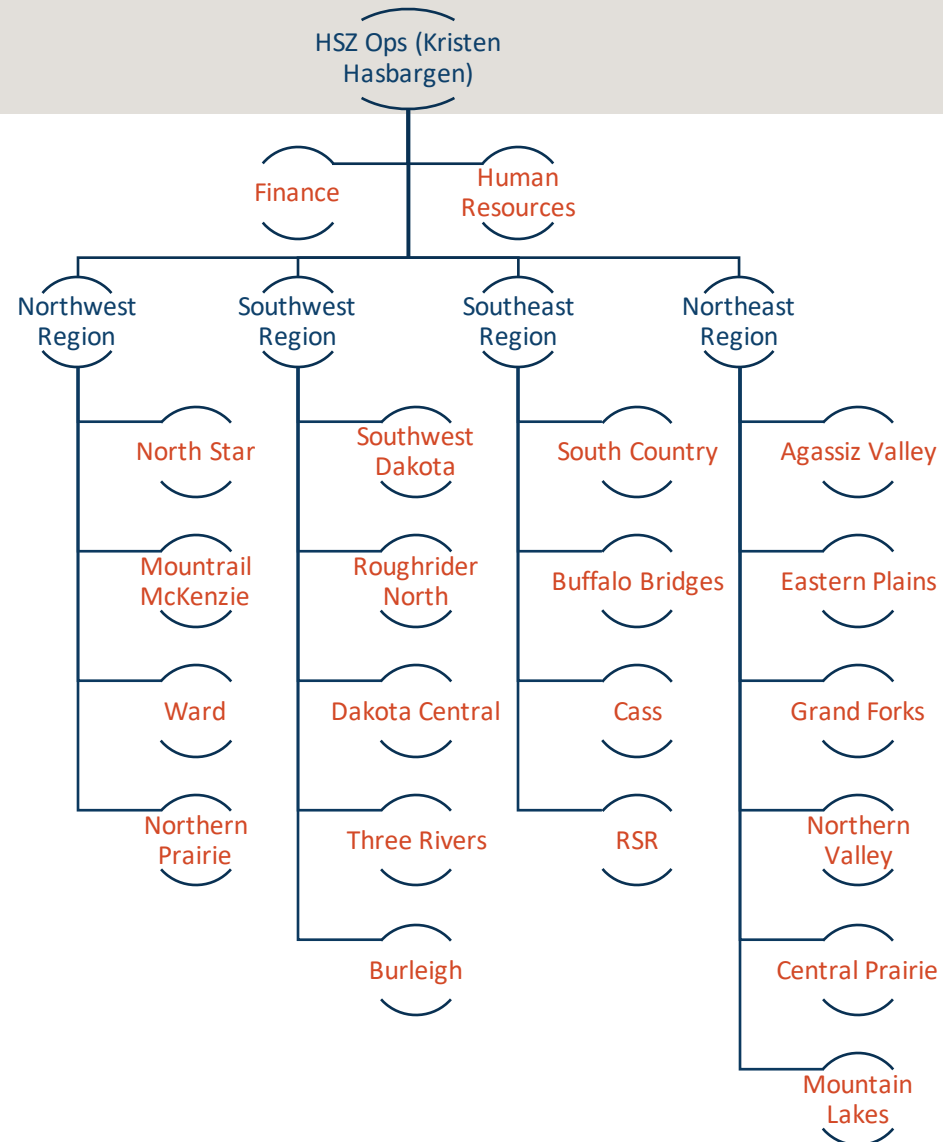 HSZ Ops (Kristen
Hasbargen)
Finance
Human
Resources
Northwest
Region
Southwest
Region
Southeast
Region
Northeast
Region
North Star
Mountrail
McKenzie
Ward
Northern
Prairie
Southwest
Dakota
Roughrider
North
Dakota Central
Three Rivers
Burleigh
South Country
Buffalo Bridges
Cass
RSR
Agassiz Valley
Eastern Plains
Grand Forks
Northern
Valley
Central Prairie
Mountain
Lakes